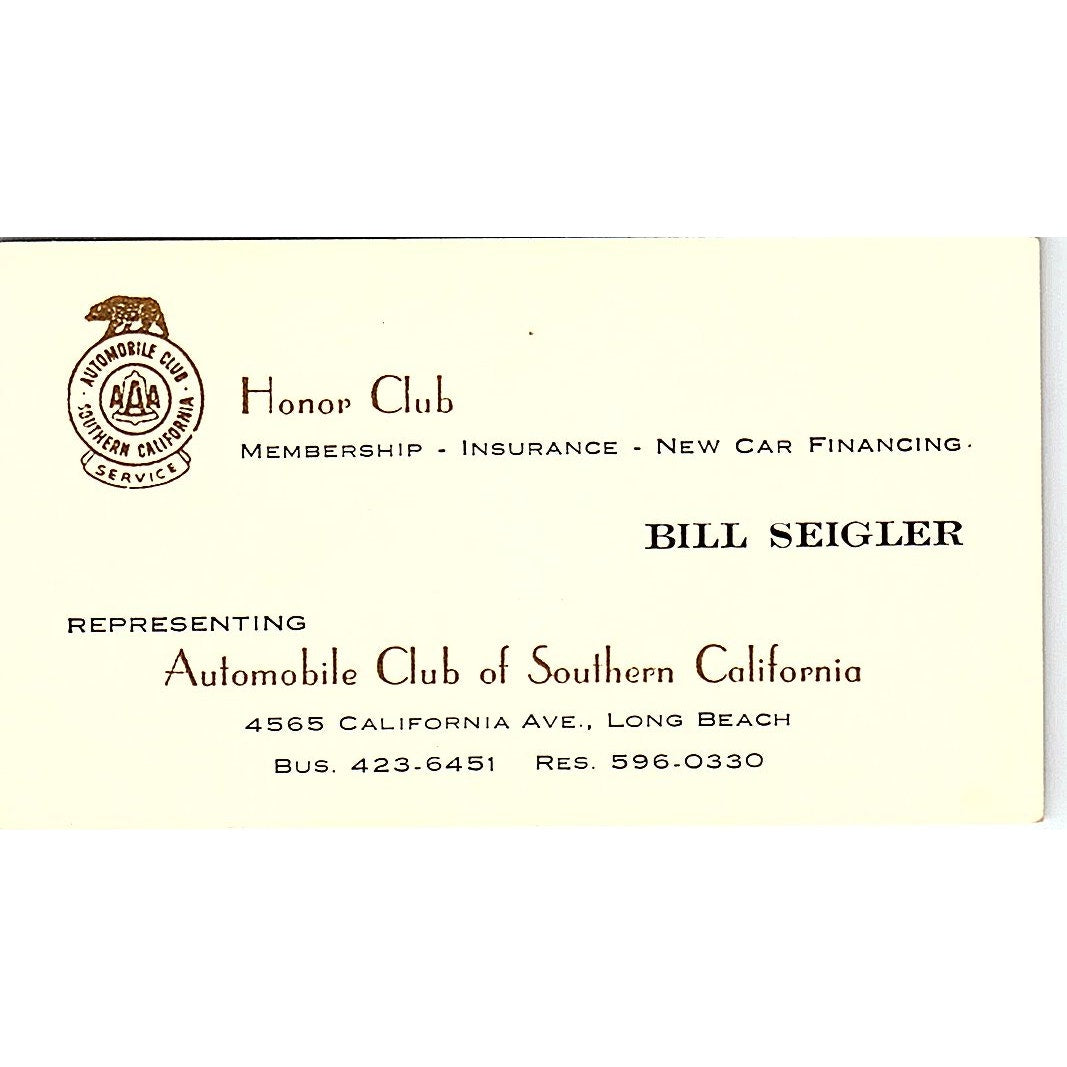 AUTOMOBILE CLUB
AAA
SOUTHERN CALIFORNIA
SERVICE
Honor Club
MEMBERSHIP - INSURANCE - NEW CAR FINANCING
BILL SEIGLER
REPRESENTING
Automobile Club of Southern California
4565 CALIFORNIA AVE., LONG BEACH
BUS. 423-6451 RES. 596-0330